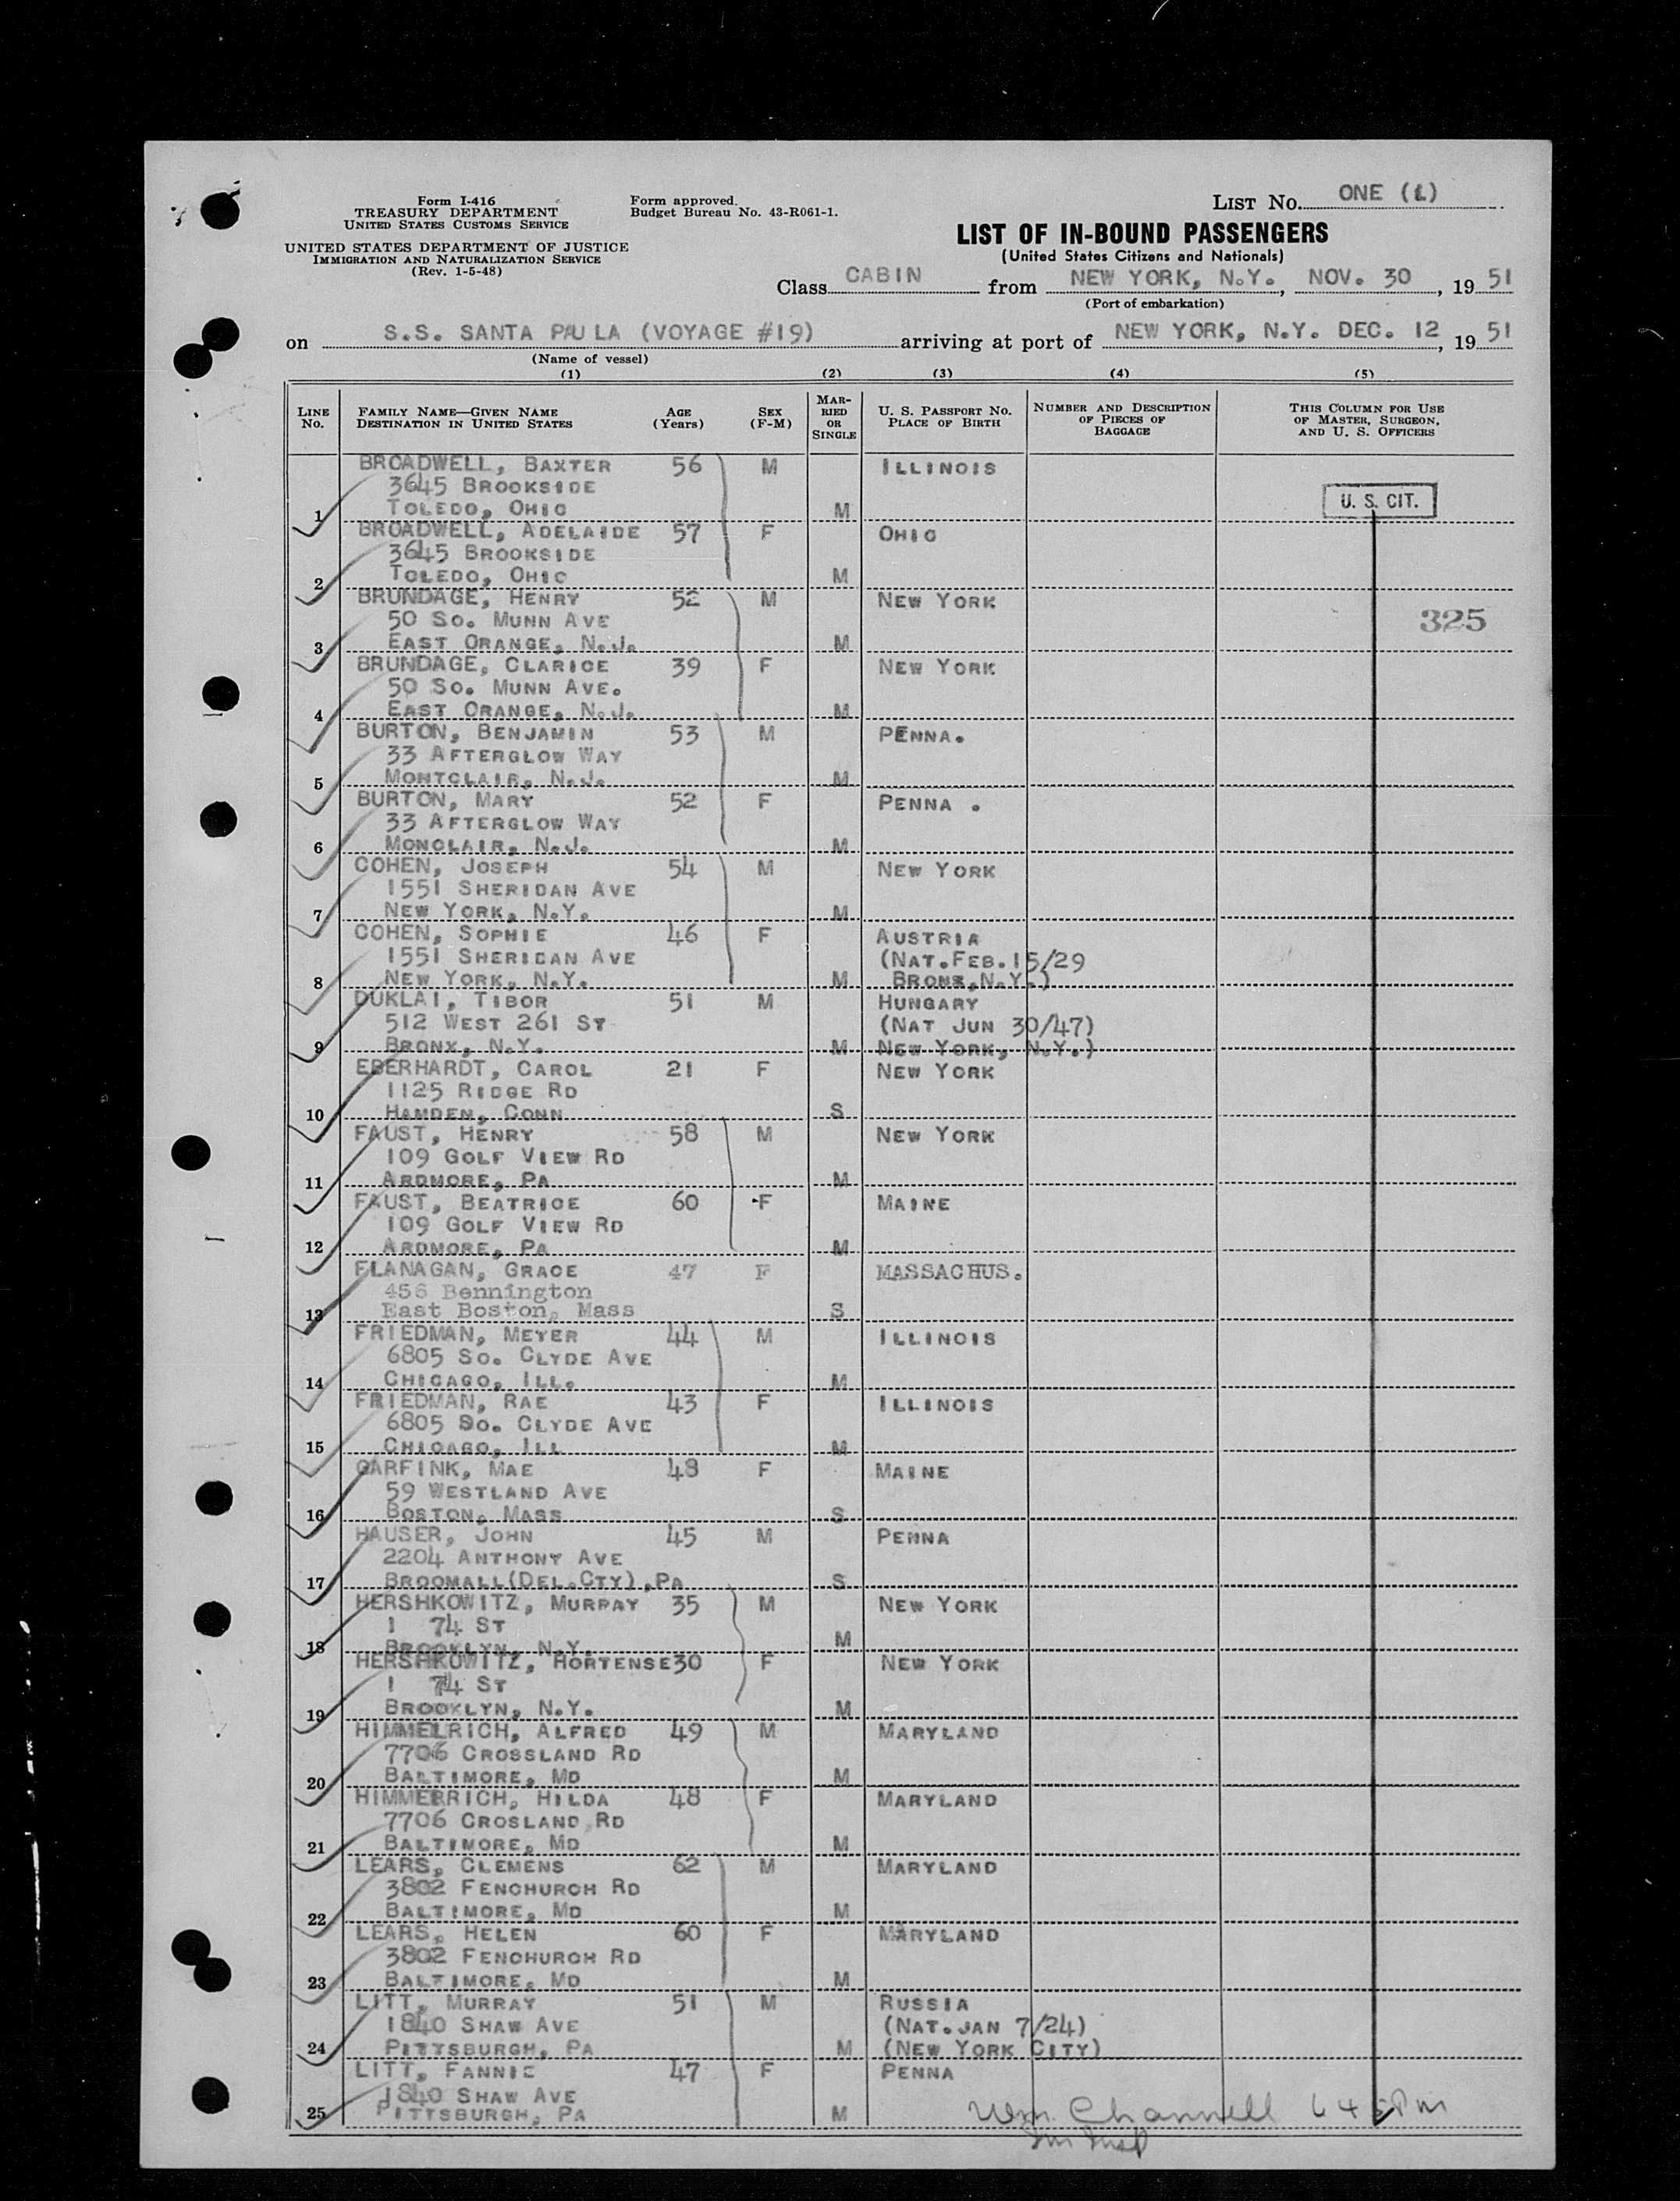 Form I-416
TREASURY DEPARTMENT
UNITED STATES CUSTOMS SERVICE
UNITED STATES DEPARTMENT OF JUSTICE
IMMIGRATION AND NATURALIZATION SERVICE
(Rev. 1-5-48)
Form approved.
Budget Bureau No. 43-R061-1.
LIST No. ONE (L)
LIST OF IN-BOUND PASSENGERS
(United States Citizens and Nationals)
Class CABIN from NEW YORK, N.Y., NOV. 30, 19 51
(Port of embarkation)
on S.S. SANTA PAULA (VOYAGE #19) arriving at port of NEW YORK, N.Y. DEC. 12, 19 51
(Name of vessel)
(1) (2) (3) (4) (5)
LINE No.
FAMILY NAME—GIVEN NAME
DESTINATION IN UNITED STATES
AGE (Years)
SEX (F-M)
MAR-RIED OR SINGLE
U. S. PASSPORT NO.
PLACE OF BIRTH
NUMBER AND DESCRIPTION OF PIECES OF BAGGAGE
THIS COLUMN FOR USE OF MASTER, SURGEON, AND U. S. OFFICERS
BROADWELL, BAXTER 56 M ILLINOIS
3645 BROOKSIDE
1 TOLEDO, OHIO M U. S. CIT.
BROADWELL, ADELAIDE 57 F OHIO
3645 BROOKSIDE
2 TOLEDO, OHIO M
BRUNDAGE, HENRY 52 M NEW YORK
50 SO. MUNN AVE 325
3 EAST ORANGE, N.J. M
BRUNDAGE, CLARICE 39 F NEW YORK
50 SO. MUNN AVE.
4 EAST ORANGE, N.J. M
BURTON, BENJAMIN 53 M PENNA.
33 AFTERGLOW WAY
5 MONTCLAIR, N.J. M
BURTON, MARY 52 F PENNA .
33 AFTERGLOW WAY
6 MONCLAIR, N.J. M
COHEN, JOSEPH 54 M NEW YORK
1551 SHERIDAN AVE
7 NEW YORK, N.Y. M
COHEN, SOPHIE 46 F AUSTRIA
1551 SHERIDAN AVE (NAT.FEB.15/29
8 NEW YORK, N.Y. M BRONX,N.Y.)
DUKLAI, TIBOR 51 M HUNGARY
512 WEST 261 ST (NAT JUN 30/47)
9 BRONX, N.Y. M NEW YORK, N.Y.)
EBERHARDT, CAROL 21 F NEW YORK
1125 RIDGE RD
10 HAMDEN, CONN S
FAUST, HENRY 58 M NEW YORK
109 GOLF VIEW RD
11 ARDMORE, PA M
FAUST, BEATRICE 60 F MAINE
109 GOLF VIEW RD
12 ARDMORE, PA M
FLANAGAN, GRACE 47 F MASSACHUS.
456 Bennington
13 East Boston, Mass S
FRIEDMAN, MEYER 44 M ILLINOIS
6805 SO. CLYDE AVE
14 CHICAGO, ILL. M
FRIEDMAN, RAE 43 F ILLINOIS
6805 SO. CLYDE AVE
15 CHICAGO, ILL M
GARFINK, MAE 48 F MAINE
59 WESTLAND AVE
16 BOSTON, MASS S
HAUSER, JOHN 45 M PENNA
2204 ANTHONY AVE
17 BROOMALL(DEL.CTY),PA S
HERSHKOWITZ, MURRAY 35 M NEW YORK
1 74 ST
18 BROOKLYN, N.Y. M
HERSHKOWITZ, HORTENSE 30 F NEW YORK
1 74 ST
19 BROOKLYN, N.Y. M
HIMMELRICH, ALFRED 49 M MARYLAND
7706 CROSSLAND RD
20 BALTIMORE, MD M
HIMMERRICH, HILDA 48 F MARYLAND
7706 CROSLAND RD
21 BALTIMORE, MD M
LEARS, CLEMENS 62 M MARYLAND
3802 FENCHURCH RD
22 BALTIMORE, MD M
LEARS, HELEN 60 F MARYLAND
3802 FENCHURCH RD
23 BALTIMORE, MD M
LITT, MURRAY 51 M RUSSIA
1840 SHAW AVE (NAT.JAN 7/24)
24 PITTSBURGH, PA M (NEW YORK CITY)
LITT, FANNIE 47 F PENNA
1840 SHAW AVE
25 PITTSBURGH, PA M Wm. Channell
Im Insp